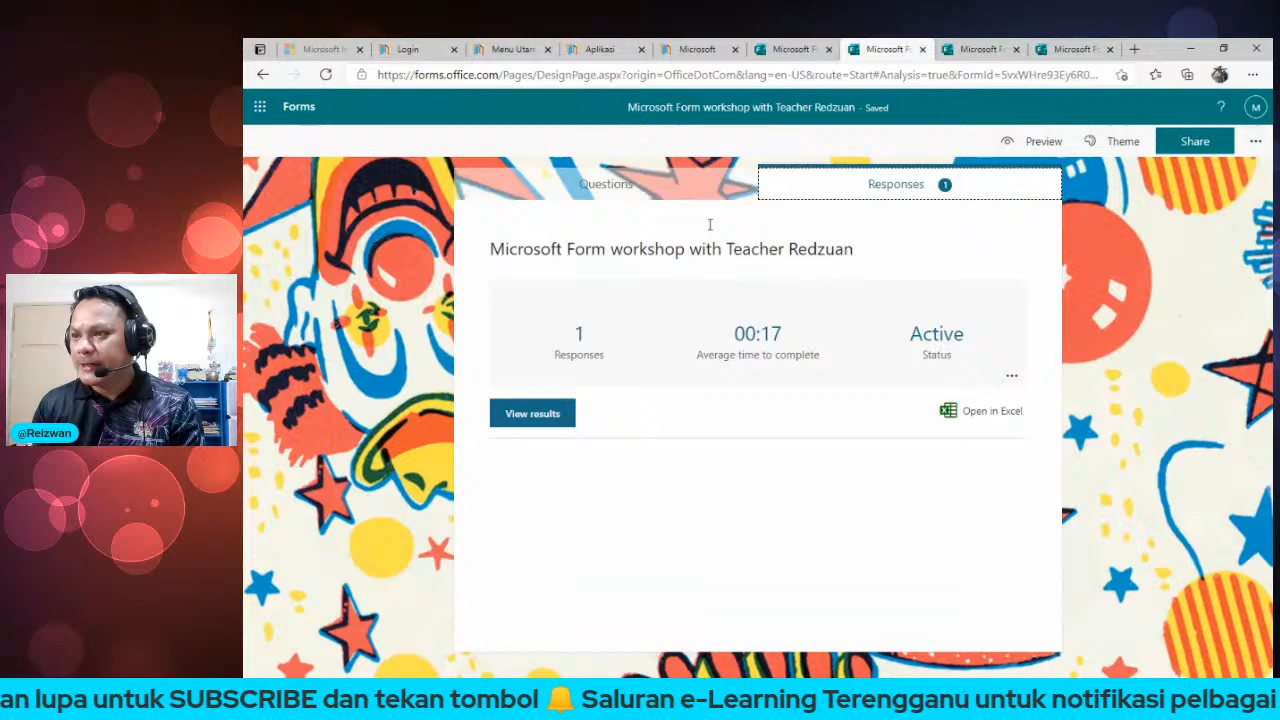 Microsoft In
Login
Menu Utam
Aplikasi
Microsoft
Microsoft F
Microsoft Fo
Microsoft Fo
Microsoft Fo
https://forms.office.com/Pages/DesignPage.aspx?origin=OfficeDotCom&lang=en-US&route=Start#Analysis=true&FormId=5vxWHre93Ey6R0...
Forms
Microsoft Form workshop with Teacher Redzuan - Saved
?
M
Preview
Theme
Share
Questions
Responses 1
Microsoft Form workshop with Teacher Redzuan
1
Responses
00:17
Average time to complete
Active
Status
View results
Open in Excel
@Reizwan
an lupa untuk SUBSCRIBE dan tekan tombol 🔔 Saluran e-Learning Terengganu untuk notifikasi pelbagai